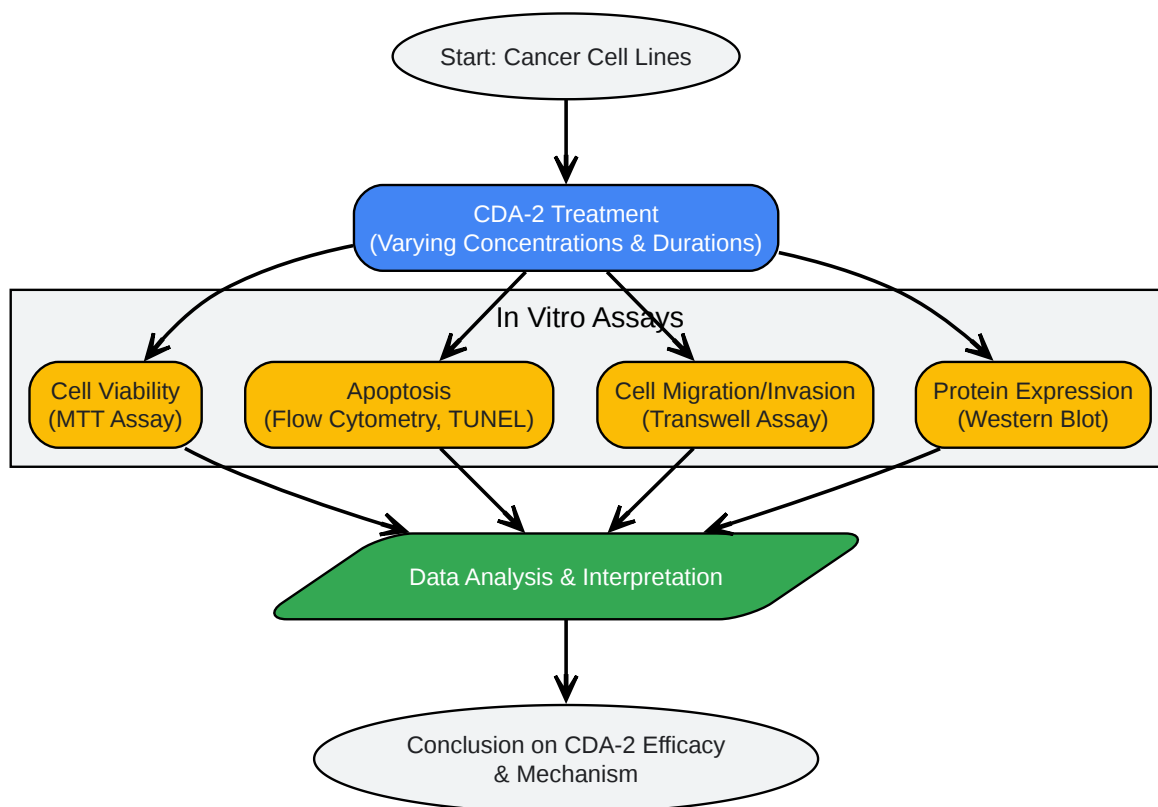 Start: Cancer Cell Lines
CDA-2 Treatment
(Varying Concentrations & Durations)
In Vitro Assays
Cell Viability
(MTT Assay)
Apoptosis
(Flow Cytometry, TUNEL)
Cell Migration/Invasion
(Transwell Assay)
Protein Expression
(Western Blot)
Data Analysis & Interpretation
Conclusion on CDA-2 Efficacy
& Mechanism